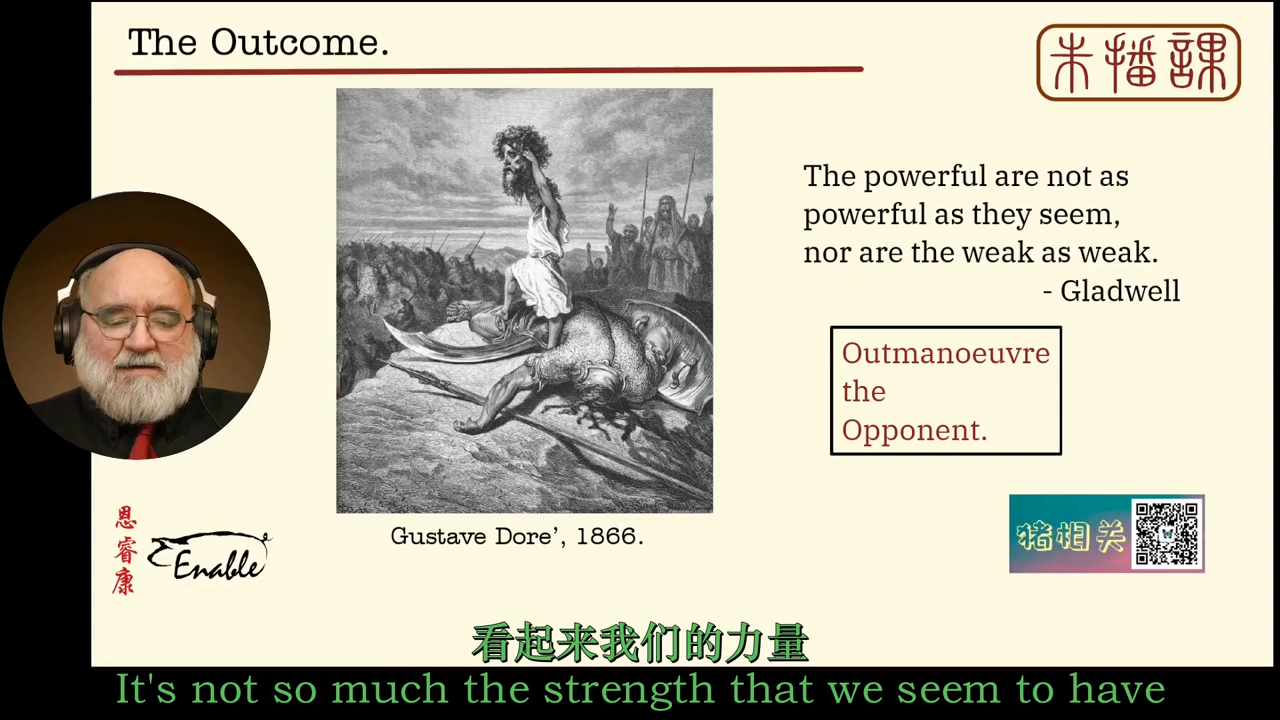 The Outcome.
未播課
The powerful are not as
powerful as they seem,
nor are the weak as weak.
- Gladwell
Outmanoeuvre
the
Opponent.
Gustave Dore’, 1866.
恩睿康
Enable
猪相关
看起来我们的力量
It's not so much the strength that we seem to have